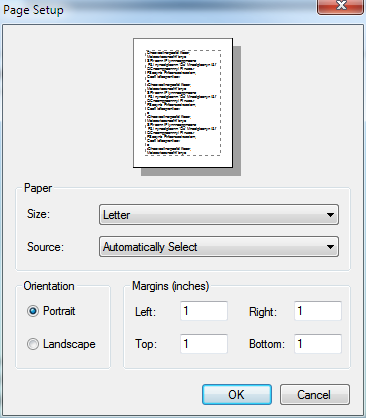 Page Setup
Paper
Size: Letter
Source: Automatically Select
Orientation Margins (inches)
Portrait Left: 1 Right: 1
Landscape Top: 1 Bottom: 1
OK Cancel